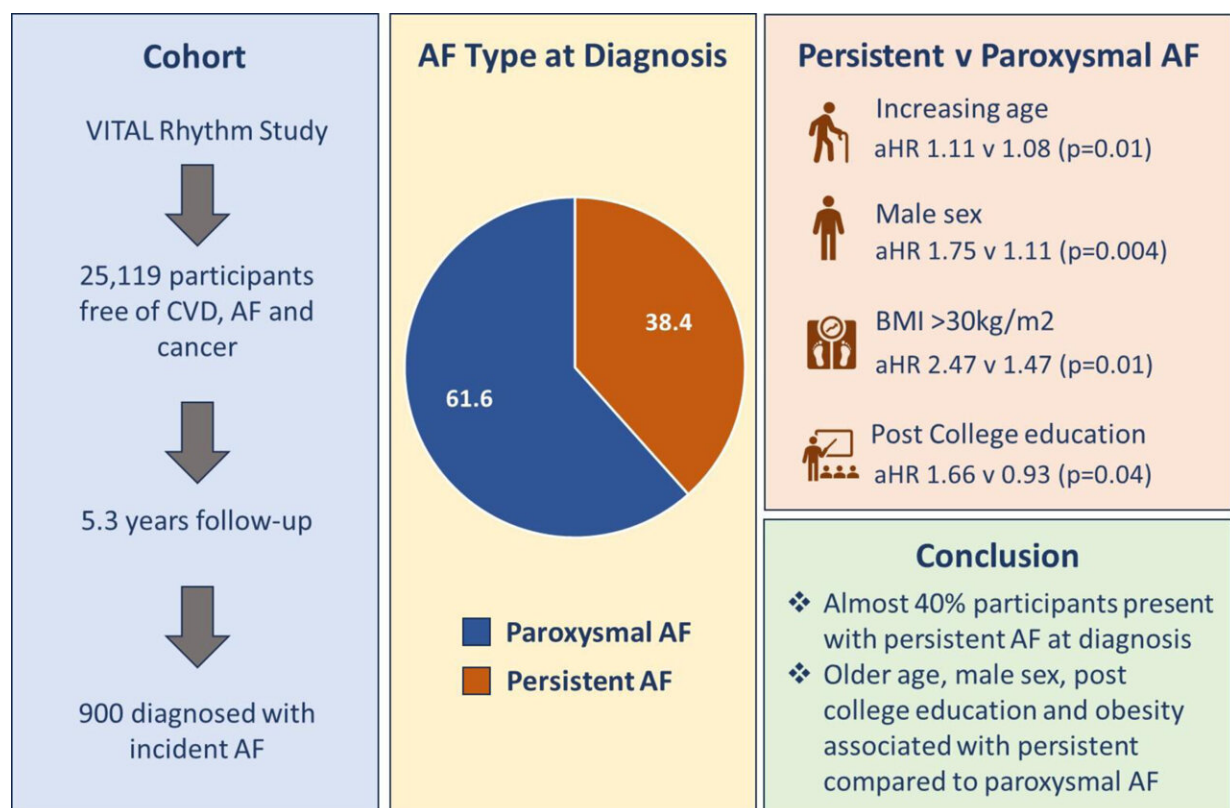 Cohort
VITAL Rhythm Study
25,119 participants
free of CVD, AF and
cancer
5.3 years follow-up
900 diagnosed with
incident AF
AF Type at Diagnosis
38.4
61.6
Paroxysmal AF
Persistent AF
Persistent v Paroxysmal AF
Increasing age
aHR 1.11 v 1.08 (p=0.01)
Male sex
aHR 1.75 v 1.11 (p=0.004)
BMI >30kg/m2
aHR 2.47 v 1.47 (p=0.01)
Post College education
aHR 1.66 v 0.93 (p=0.04)
Conclusion
❖ Almost 40% participants present
with persistent AF at diagnosis
❖ Older age, male sex, post
college education and obesity
associated with persistent
compared to paroxysmal AF